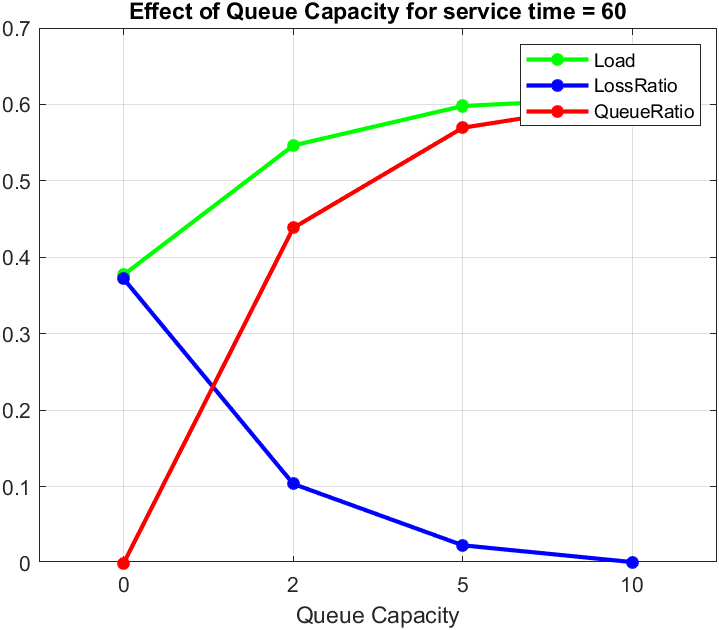 Effect of Queue Capacity for service time = 60
0.7
0.6
0.5
0.4
0.3
0.2
0.1
0
Load
LossRatio
QueueRatio
0 2 5 10
Queue Capacity